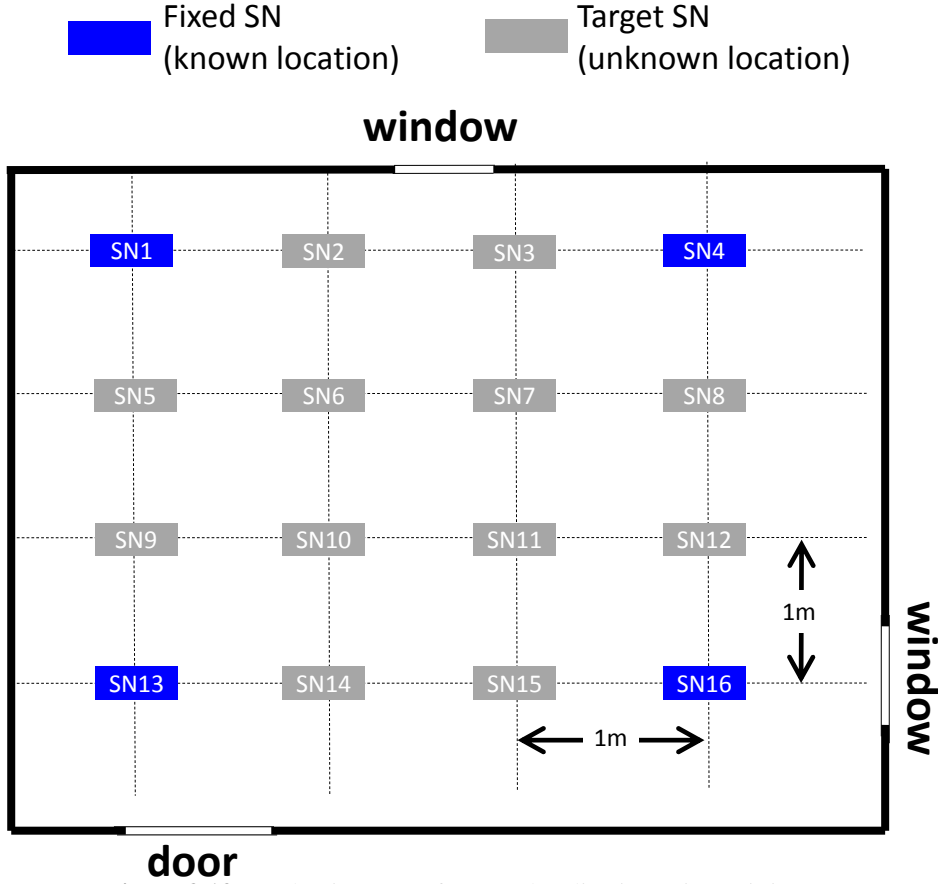 Fixed SN
(known location)
Target SN
(unknown location)
window
SN1 SN2 SN3 SN4
SN5 SN6 SN7 SN8
SN9 SN10 SN11 SN12
1m
window
SN13 SN14 SN15 SN16
1m
door